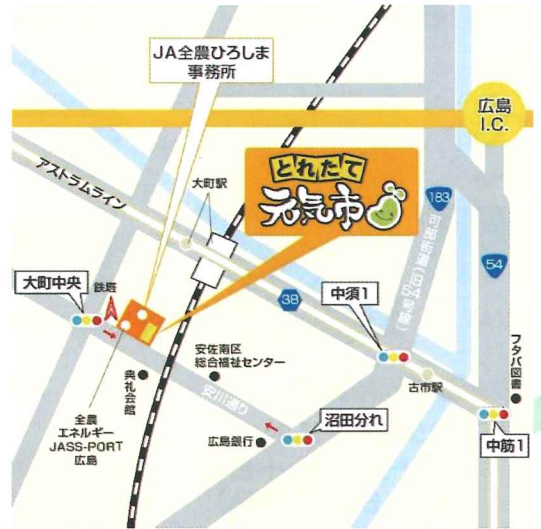 JA全農ひろしま
事務所
広島
I.C.
とれたて
元気市
アストラムライン
大町駅
183
可部街道(旧54号線)
54
大町中央
鉄塔
38
中須1
安佐南区
総合福祉センター
フタバ図書
典礼会館
安川通り
古市駅
全農
エネルギー
JASS-PORT
広島
広島銀行
沼田分れ
中筋1